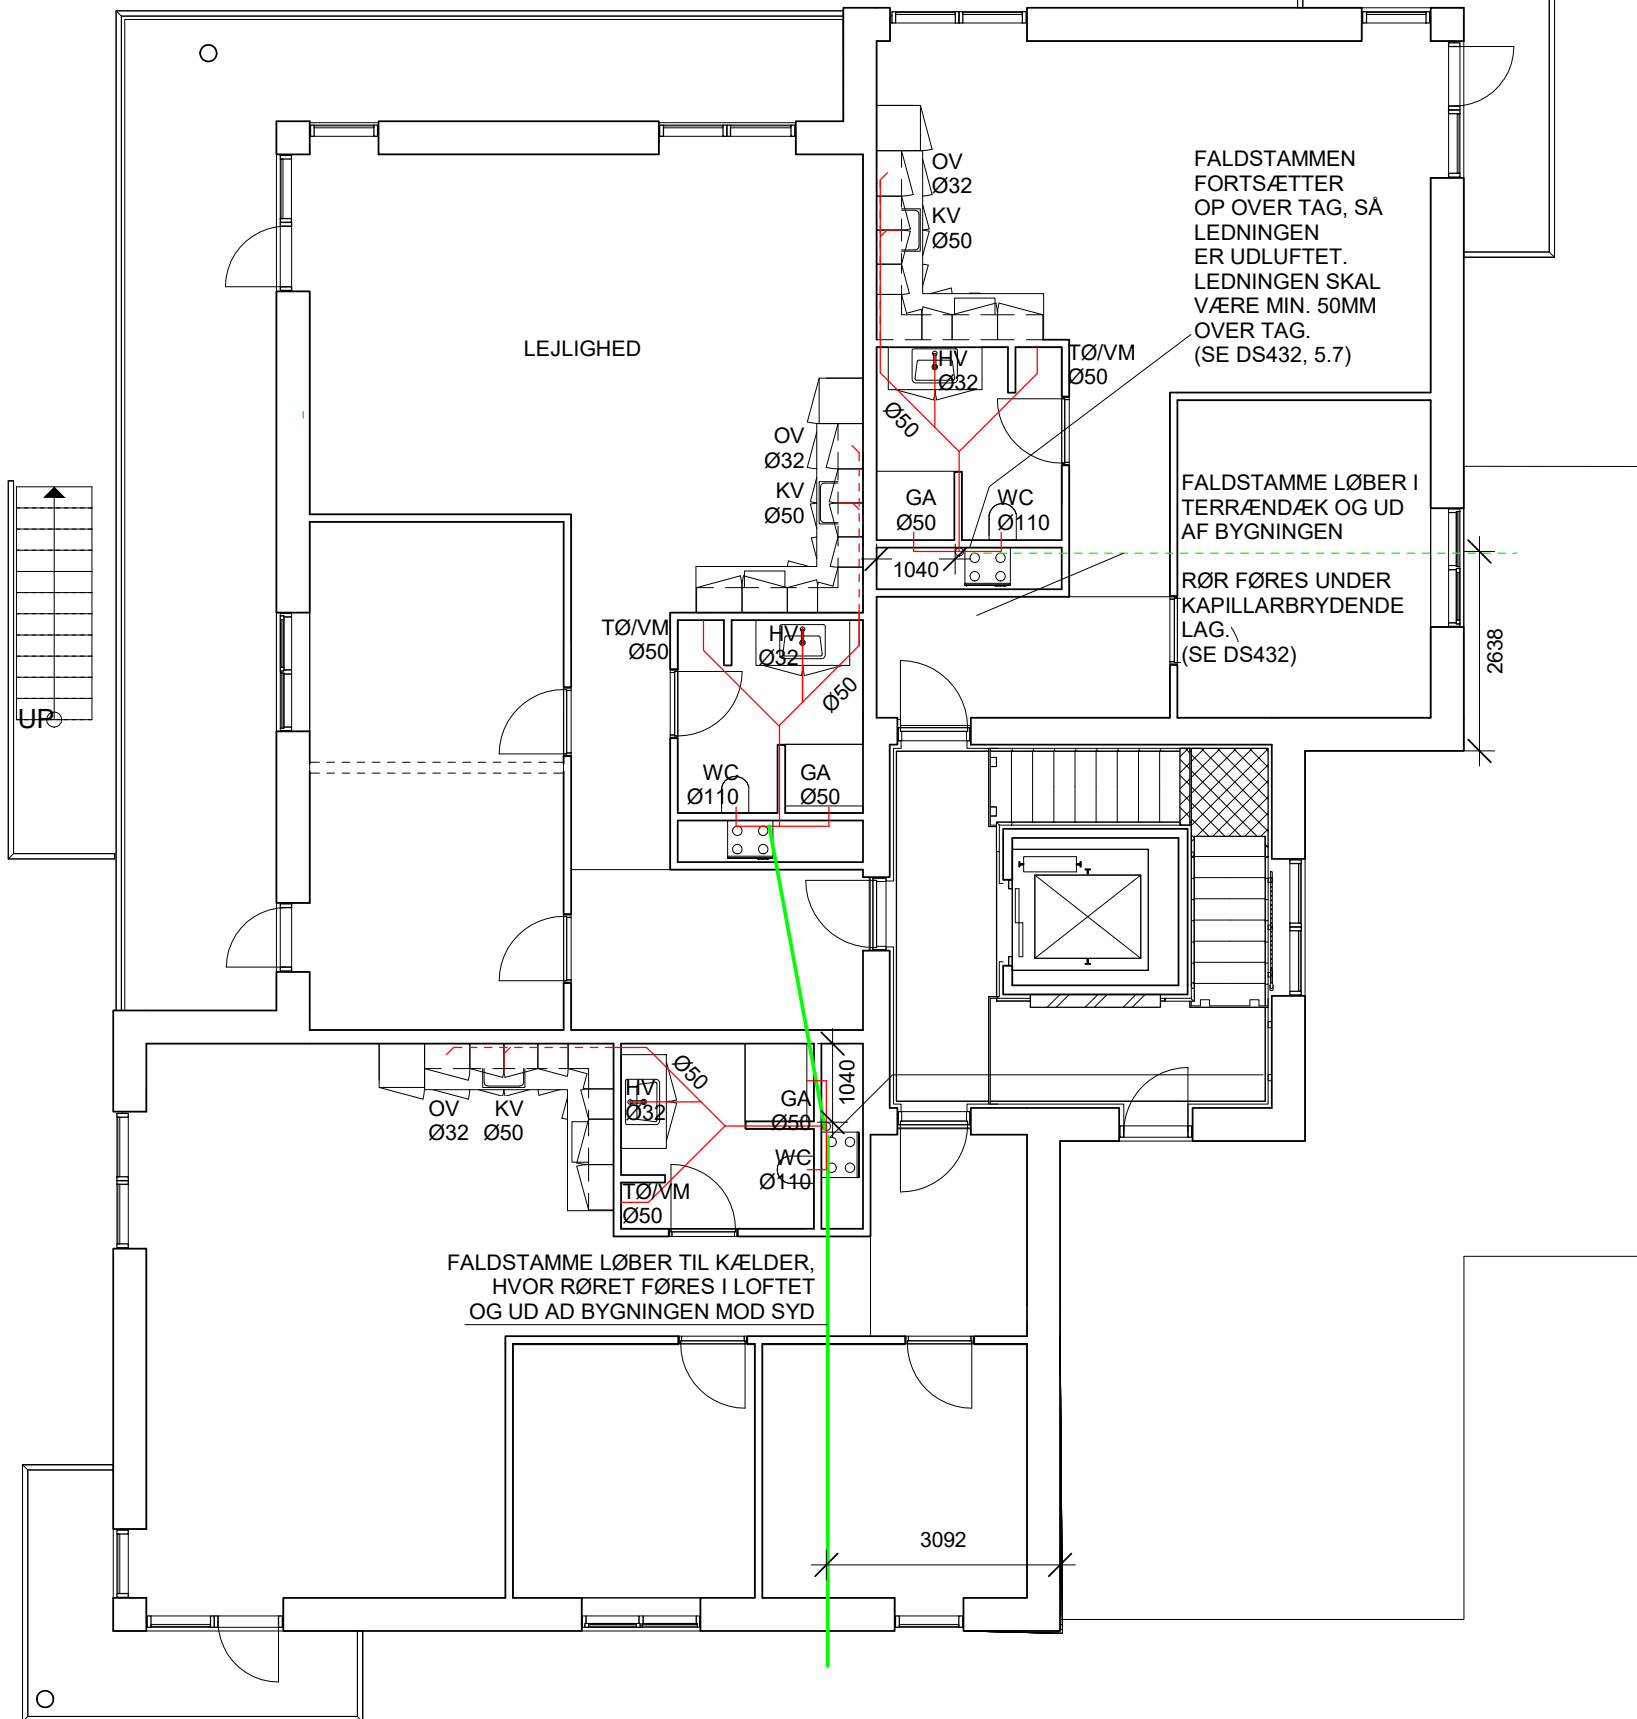 OV
Ø32
KV
Ø50
FALDSTAMMEN
FORTSÆTTER
OP OVER TAG, SÅ
LEDNINGEN
ER UDLUFTET.
LEDNINGEN SKAL
VÆRE MIN. 50MM
OVER TAG.
(SE DS432, 5.7)
LEJLIGHED
HV
Ø32
TØ/VM
Ø50
Ø50
OV
Ø32
KV
Ø50
GA
Ø50
WC
Ø110
1040
FALDSTAMME LØBER I
TERRÆNDÆK OG UD
AF BYGNINGEN
RØR FØRES UNDER
KAPILLARBRYDENDE
LAG.
(SE DS432)
2638
TØ/VM
Ø50
HV
Ø32
Ø50
UP
WC
Ø110
GA
Ø50
OV
Ø32
KV
Ø50
HV
Ø32
Ø50
GA
Ø50
1040
WC
Ø110
TØ/VM
Ø50
FALDSTAMME LØBER TIL KÆLDER,
HVOR RØRET FØRES I LOFTET
OG UD AD BYGNINGEN MOD SYD
3092